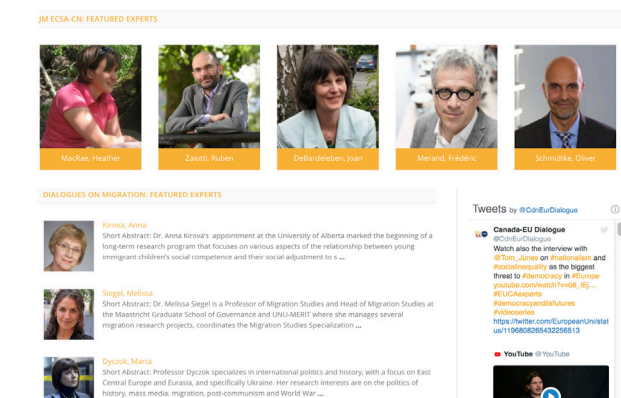 JM ECSA-CN: FEATURED EXPERTS
MacRae, Heather
Zaiotti, Ruben
DeBardeleben, Joan
Merand, Frédéric
Schmidtke, Oliver
DIALOGUES ON MIGRATION: FEATURED EXPERTS
Kirova, Anna
Short Abstract: Dr. Anna Kirova's appointment at the University of Alberta marked the beginning of a
long-term research program that focuses on various aspects of the relationship between young
immigrant children's social competence and their social adjustment to s ...
Siegel, Melissa
Short Abstract: Dr. Melissa Siegel is a Professor of Migration Studies and Head of Migration Studies at
the Maastricht Graduate School of Governance and UNU-MERIT where she manages several
migration research projects, coordinates the Migration Studies Specialization ...
Dyczok, Marta
Short Abstract: Professor Dyczok specializes in international politics and history, with a focus on East
Central Europe and Eurasia, and specifically Ukraine. Her research interests are on the politics of
history, mass media, migration, post-communism and World War ...
Tweets by @CdnEurDialogue
Canada-EU Dialogue
@CdnEurDialogue
Watch also the interview with
@Tom_Junes on #nationalism and
#socialinequality as the biggest
threat to #democracy in #Europe
youtube.com/watch?v=08_IEj...
#EUCAexperts
#democracyanditsfutures
#videoseries
https://twitter.com/EuropeanUni/stat
us/1196808265432256513
YouTube @YouTube